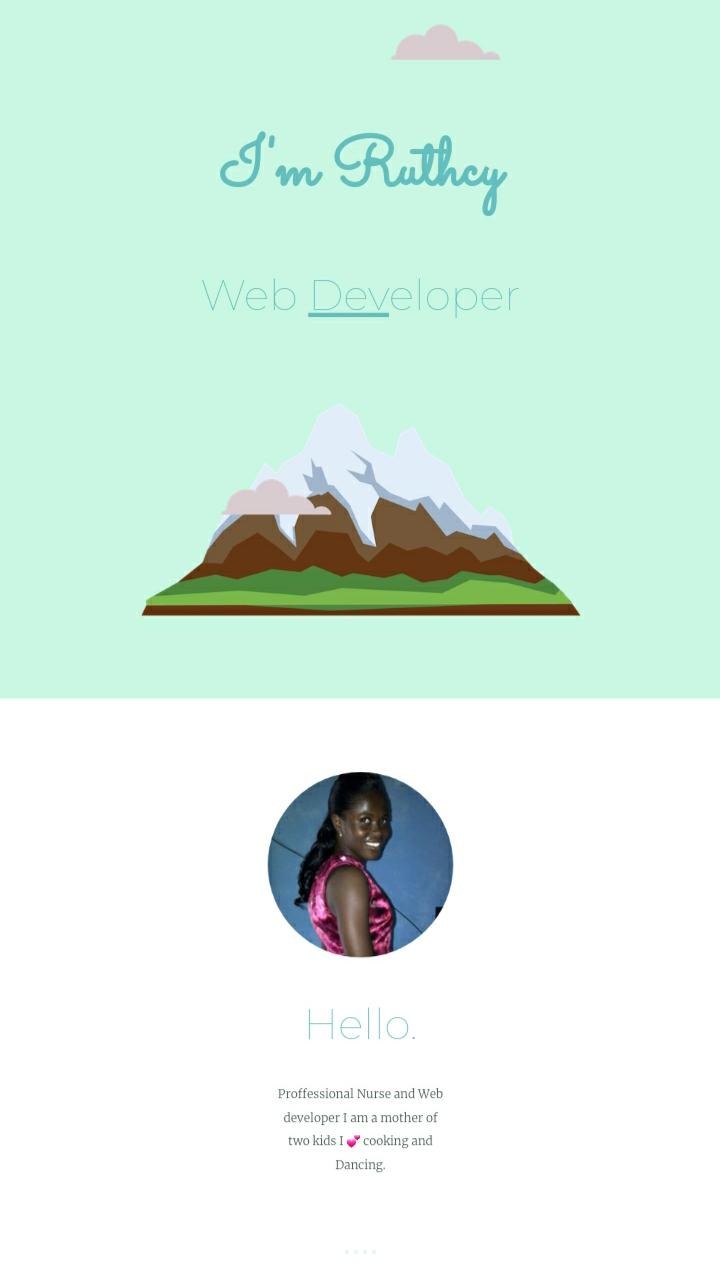 I'm Ruthcy
Web Developer
Hello.
Proffessional Nurse and Web
developer I am a mother of
two kids I 💕 cooking and
Dancing.